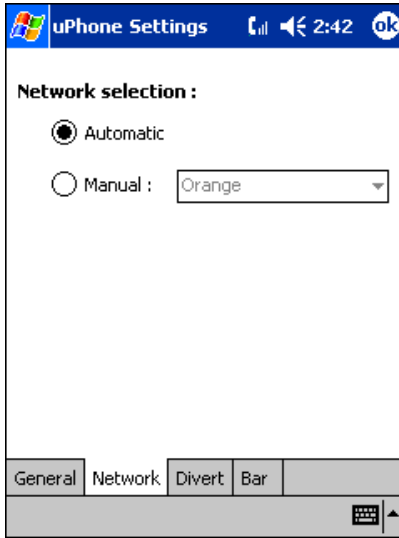 uPhone Settings 2:42 ok
Network selection :
Automatic
Manual : Orange
General Network Divert Bar